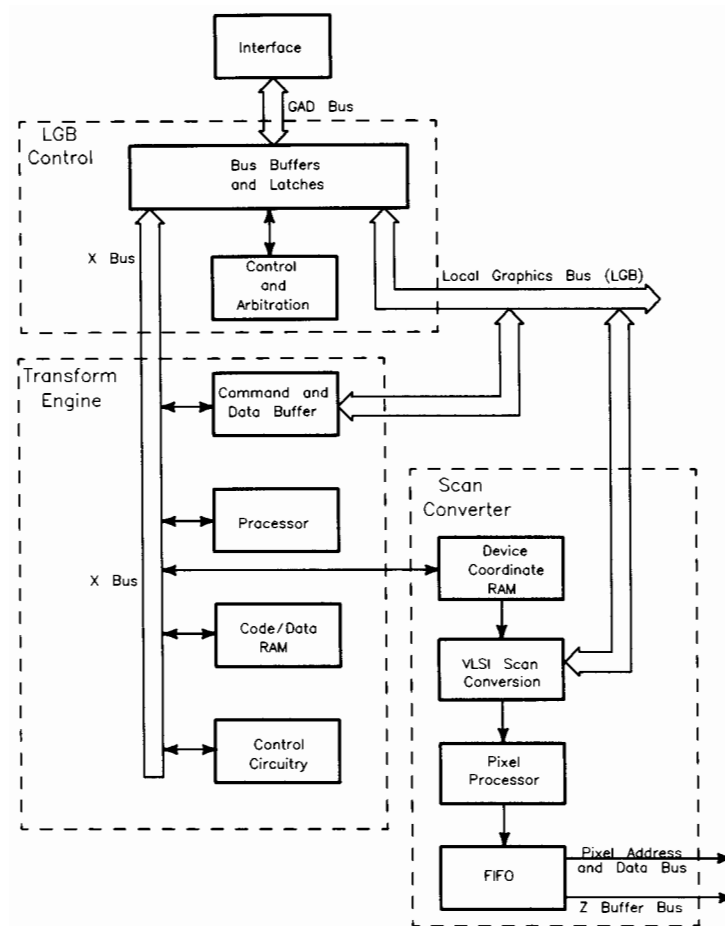 Interface
GAD Bus
LGB
Control
Bus Buffers
and Latches
X Bus
Control
and
Arbitration
Local Graphics Bus (LGB)
Transform
Engine
Command and
Data Buffer
Scan
Converter
Pracessor
Device
Coordinate
RAM
X Bus
Code/Data
RAM
VLSI Scan
Conversion
Control
Circuitry
Pixel
Processor
FIFO
Pixel Address
and Data Bus
Z Buffer Bus